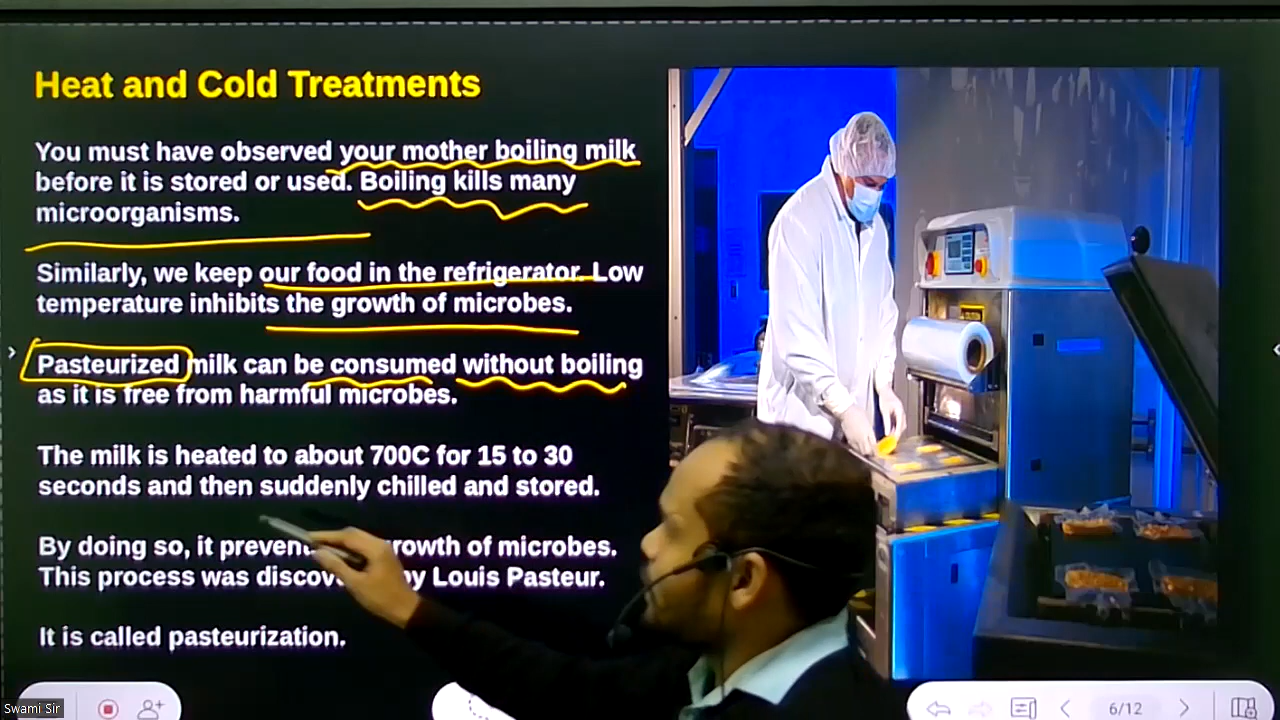 Heat and Cold Treatments
You must have observed your mother boiling milk
before it is stored or used. Boiling kills many
microorganisms.
Similarly, we keep our food in the refrigerator. Low
temperature inhibits the growth of microbes.
Pasteurized milk can be consumed without boiling
as it is free from harmful microbes.
The milk is heated to about 700C for 15 to 30
seconds and then suddenly chilled and stored.
By doing so, it growth of microbes.
This process was by Louis Pasteur.
It is called pasteurization.
Swami Sir
6/12